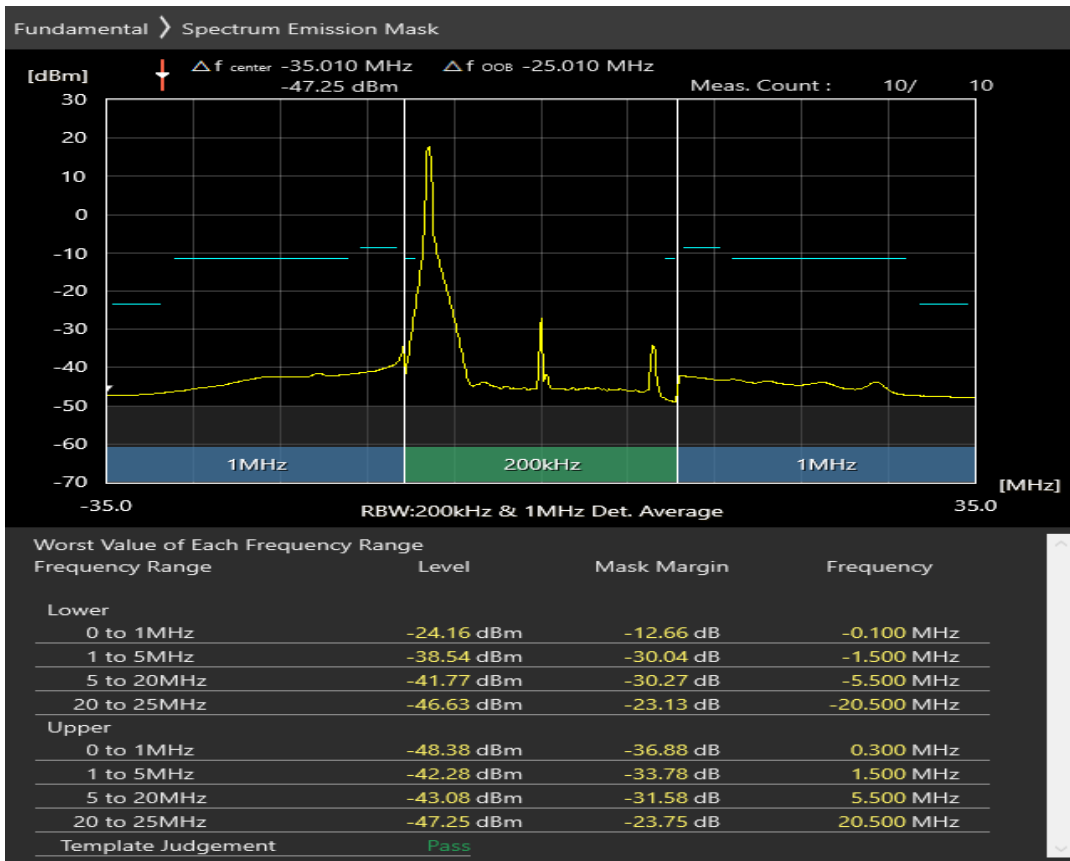 Fundamental ❯ Spectrum Emission Mask
Δf center -35.010 MHz Δf OOB -25.010 MHz
[dBm] -47.25 dBm Meas. Count : 10/ 10
30
20
10
0
-10
-20
-30
-40
-50
-60
1MHz 200kHz 1MHz
-70 [MHz]
-35.0 RBW:200kHz & 1MHz Det. Average 35.0
Worst Value of Each Frequency Range
Frequency Range Level Mask Margin Frequency
Lower
0 to 1MHz -24.16 dBm -12.66 dB -0.100 MHz
1 to 5MHz -38.54 dBm -30.04 dB -1.500 MHz
5 to 20MHz -41.77 dBm -30.27 dB -5.500 MHz
20 to 25MHz -46.63 dBm -23.13 dB -20.500 MHz
Upper
0 to 1MHz -48.38 dBm -36.88 dB 0.300 MHz
1 to 5MHz -42.28 dBm -33.78 dB 1.500 MHz
5 to 20MHz -43.08 dBm -31.58 dB 5.500 MHz
20 to 25MHz -47.25 dBm -23.75 dB 20.500 MHz
Template Judgement Pass